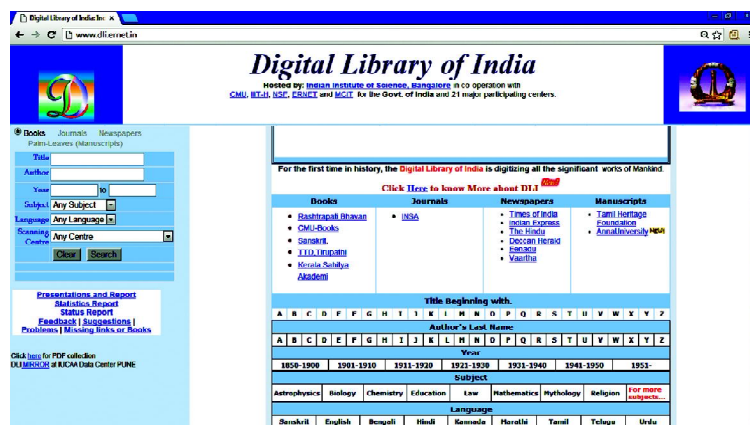 Digital Library of India: Inc
www.dli.ernet.in
Digital Library of India
Hosted by: Indian Institute of Science, Bangalore in co operation with
CMU, IIT-H, NSF, ERNET and MCIT for the Govt. of India and 21 major participating centers.
Books Journals Newspapers
Palm-Leaves (Manuscripts)
Title
Author
Year to
Subject Any Subject
Language Any Language
Scanning Centre Any Centre
Clear Search
Presentations and Report
Statistics Report
Status Report
Feedback | Suggestions |
Problems | Missing links or Books
Click here for PDF collection
DLI MIRROR at IUCAA Data Center PUNE
For the first time in history, the Digital Library of India is digitizing all the significant works of Mankind.
Click Here to know More about DLI
Books Journals Newspapers Manuscripts
Rashtrapati Bhavan
CMU-Books
Sanskrit
TTD,Tirupathi
Kerala Sahitya
Akademi
INSA
Times of India
Indian Express
The Hindu
Deccan Herald
Eenadu
Vaartha
Tamil Heritage
Foundation
AnnaUniversity NEW!
Title Beginning with.
A B C D E F G H I J K L M N O P Q R S T U V W X Y Z
Author's Last Name
A B C D E F G H I J K L M N O P Q R S T U V W X Y Z
Year
1850-1900 1901-1910 1911-1920 1921-1930 1931-1940 1941-1950 1951-
Subject
Astrophysics Biology Chemistry Education Law Mathematics Mythology Religion For more subjects...
Language
Sanskrit English Bengali Hindi Kannada Marathi Tamil Telugu Urdu